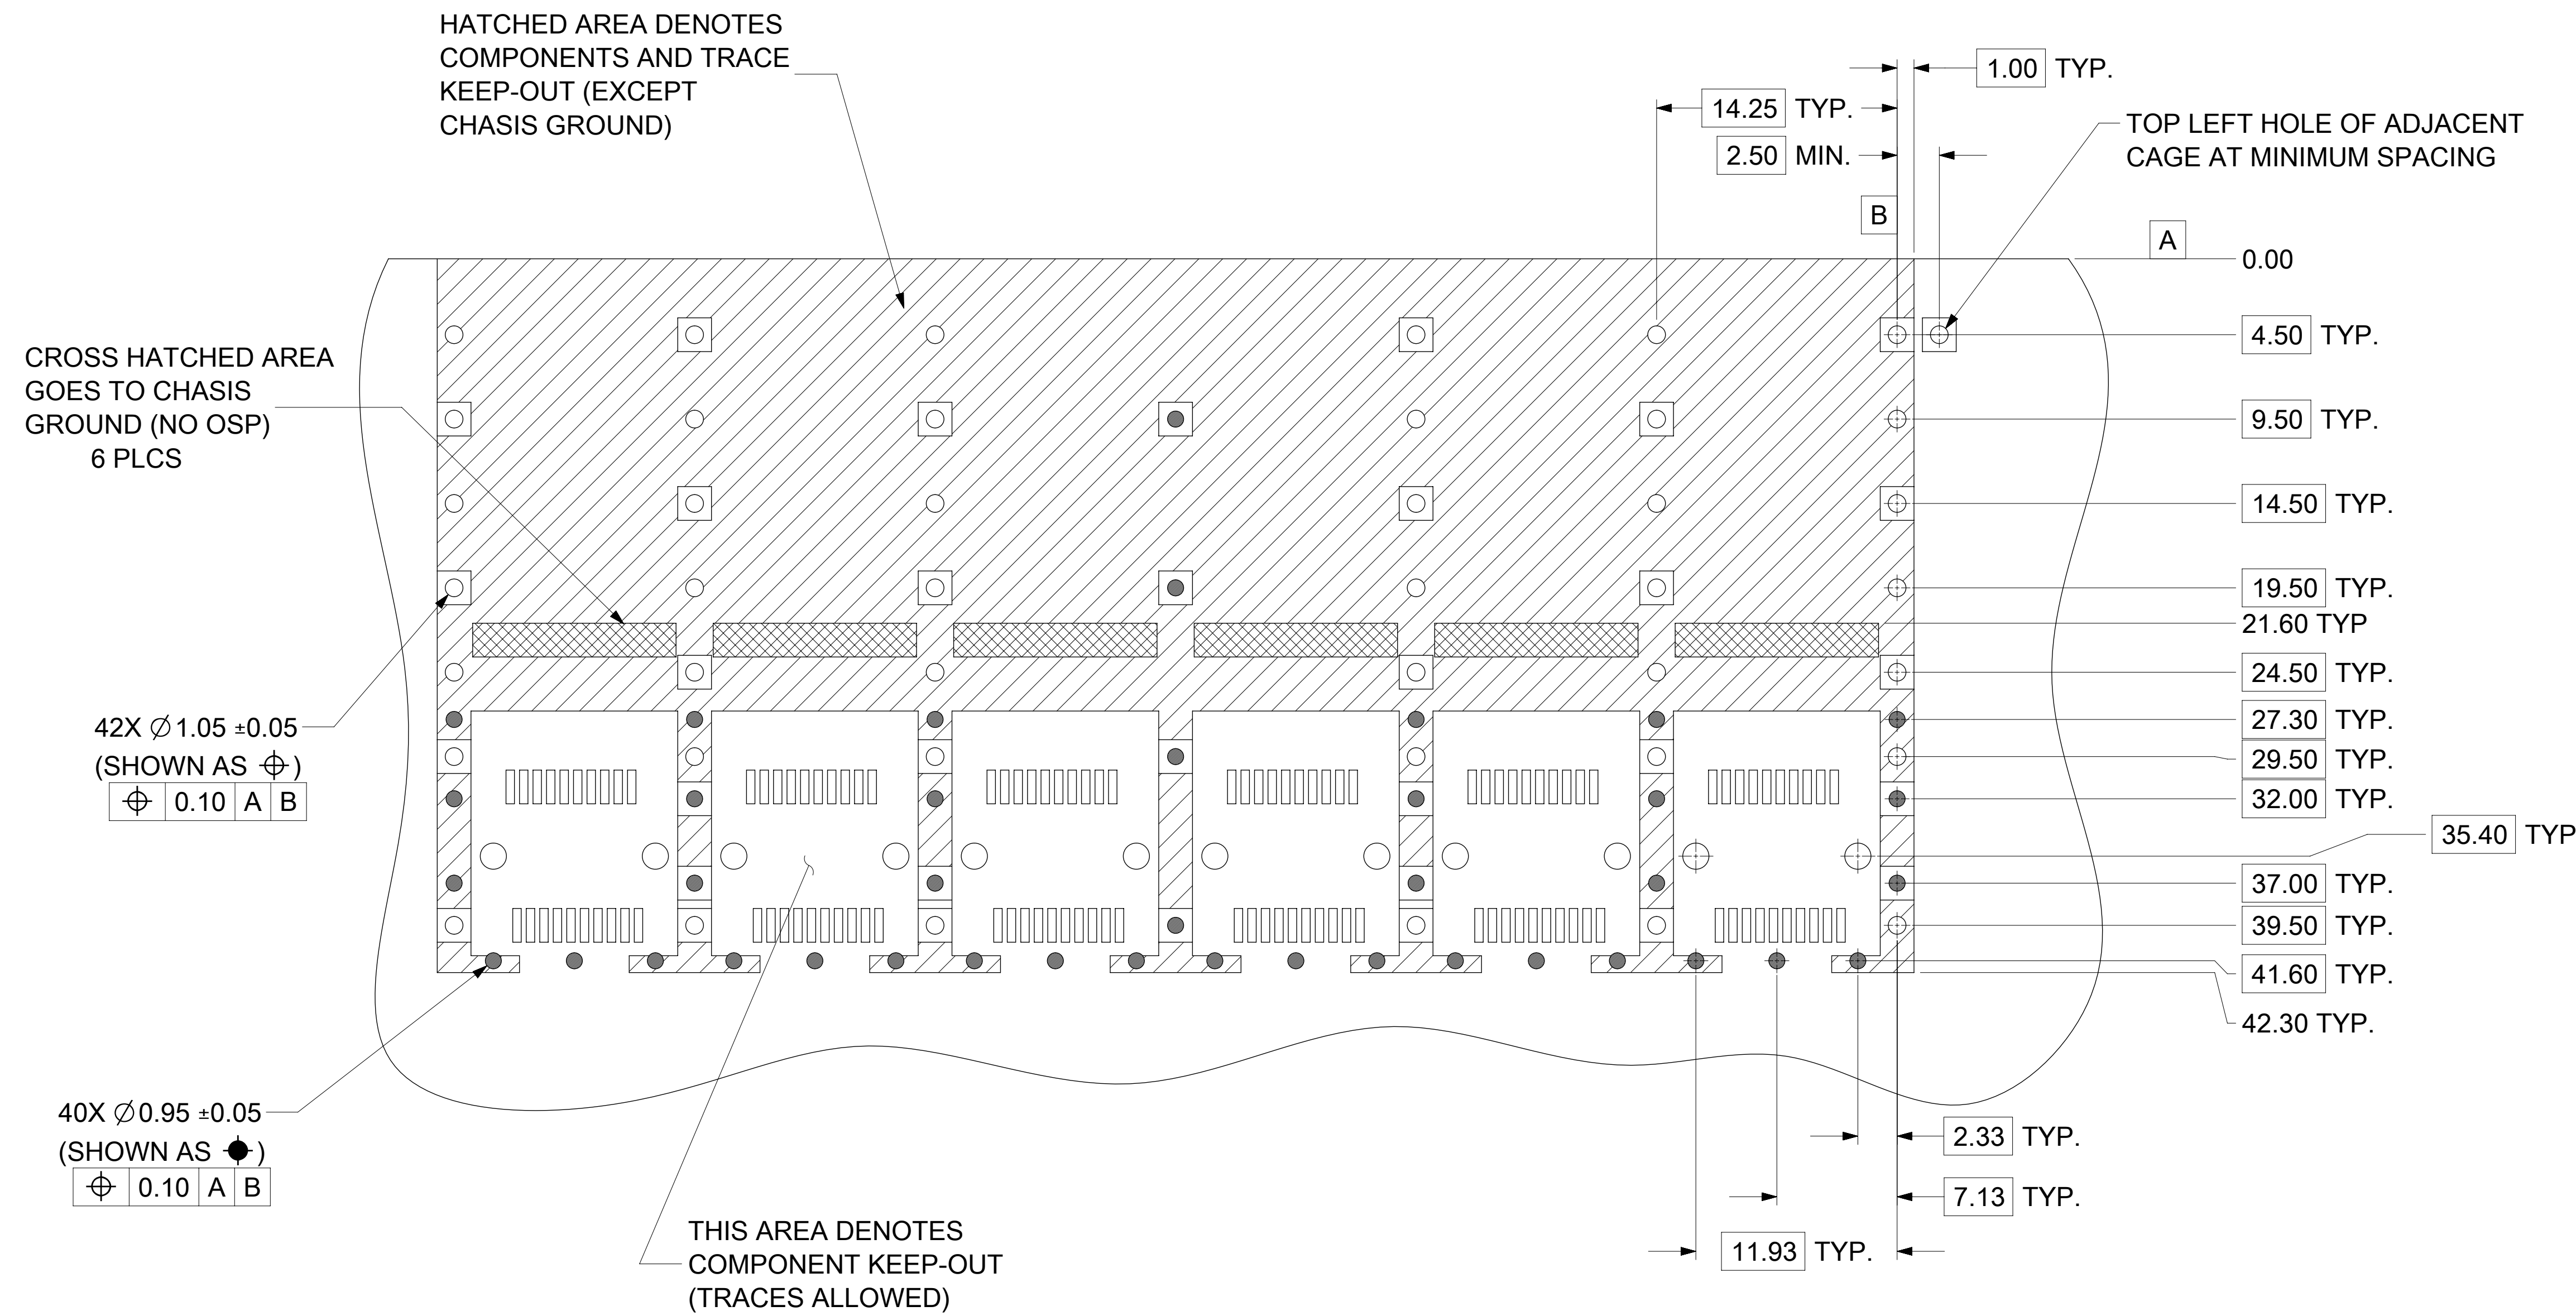 HATCHED AREA DENOTES
COMPONENTS AND TRACE
KEEP-OUT (EXCEPT
CHASIS GROUND)
1.00 TYP.
14.25 TYP.
2.50 MIN.
TOP LEFT HOLE OF ADJACENT
CAGE AT MINIMUM SPACING
B
A
0.00
4.50 TYP.
CROSS HATCHED AREA
GOES TO CHASIS
GROUND (NO OSP)
6 PLCS
9.50 TYP.
14.50 TYP.
19.50 TYP.
21.60 TYP
24.50 TYP.
27.30 TYP.
29.50 TYP.
32.00 TYP.
35.40 TYP
37.00 TYP.
39.50 TYP.
41.60 TYP.
42.30 TYP.
42X ∅1.05 ±0.05
(SHOWN AS ⌖)
⌖ 0.10 A B
40X ∅0.95 ±0.05
(SHOWN AS )
⌖ 0.10 A B
2.33 TYP.
7.13 TYP.
11.93 TYP.
THIS AREA DENOTES
COMPONENT KEEP-OUT
(TRACES ALLOWED)